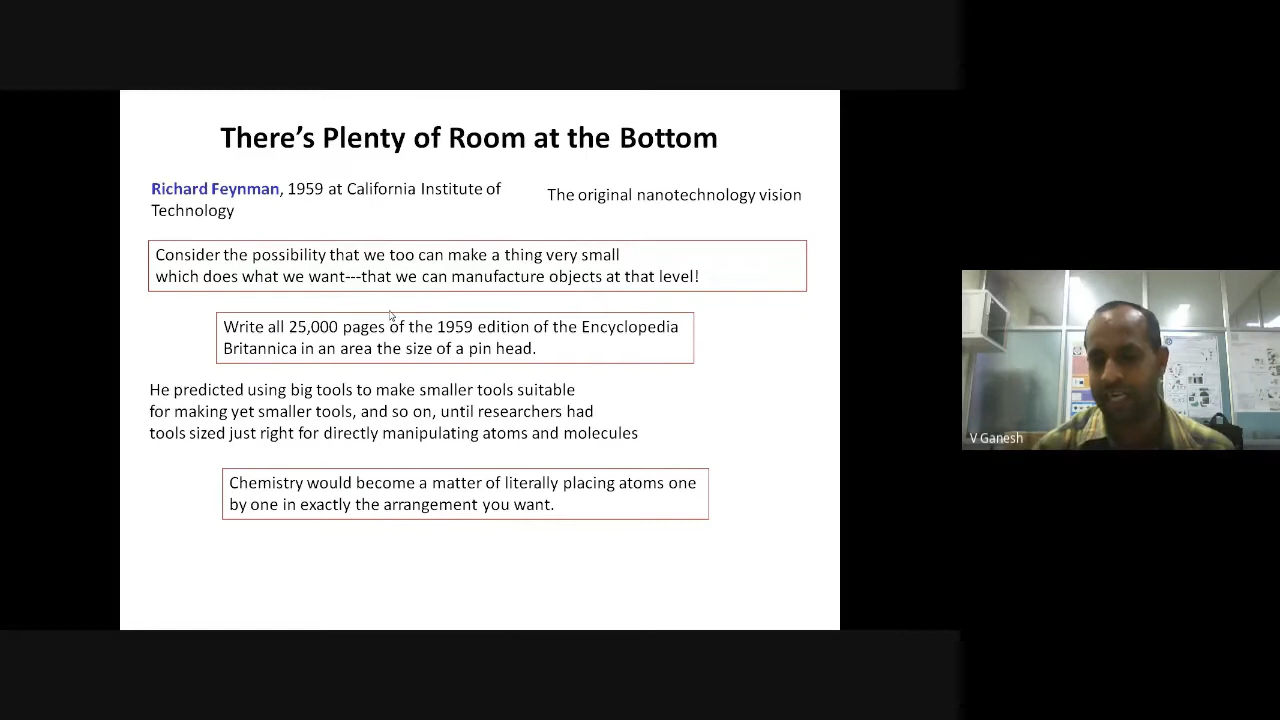 There's Plenty of Room at the Bottom
Richard Feynman, 1959 at California Institute of
Technology
The original nanotechnology vision
Consider the possibility that we too can make a thing very small
which does what we want---that we can manufacture objects at that level!
Write all 25,000 pages of the 1959 edition of the Encyclopedia
Britannica in an area the size of a pin head.
He predicted using big tools to make smaller tools suitable
for making yet smaller tools, and so on, until researchers had
tools sized just right for directly manipulating atoms and molecules
Chemistry would become a matter of literally placing atoms one
by one in exactly the arrangement you want.
V Ganesh